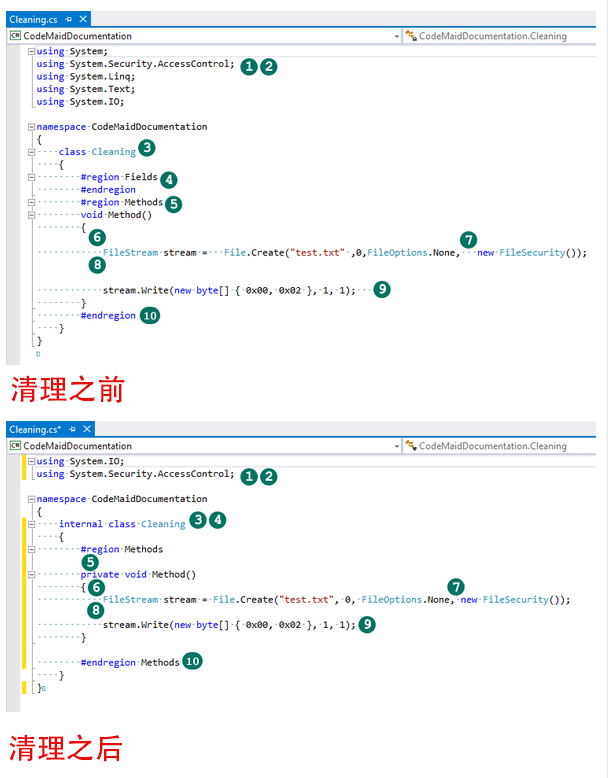 Cleaning.cs
CodeMaidDocumentation CodeMaidDocumentation.Cleaning
using System;
using System.Security.AccessControl; 1 2
using System.Linq;
using System.Text;
using System.IO;
namespace CodeMaidDocumentation
{
class Cleaning 3
{
#region Fields 4
#endregion
#region Methods 5
void Method()
{
6 7
FileStream stream = File.Create("test.txt" ,0,FileOptions.None, new FileSecurity());
8
stream.Write(new byte[] { 0x00, 0x02 }, 1, 1); 9
}
#endregion 10
}
}
清理之前
Cleaning.cs*
CodeMaidDocumentation CodeMaidDocumentation.Cleaning
using System.IO;
using System.Security.AccessControl; 1 2
namespace CodeMaidDocumentation
{
internal class Cleaning 3 4
{
#region Methods
5
private void Method()
{ 6 7
FileStream stream = File.Create("test.txt", 0, FileOptions.None, new FileSecurity());
8
stream.Write(new byte[] { 0x00, 0x02 }, 1, 1); 9
}
#endregion Methods 10
}
}
清理之后